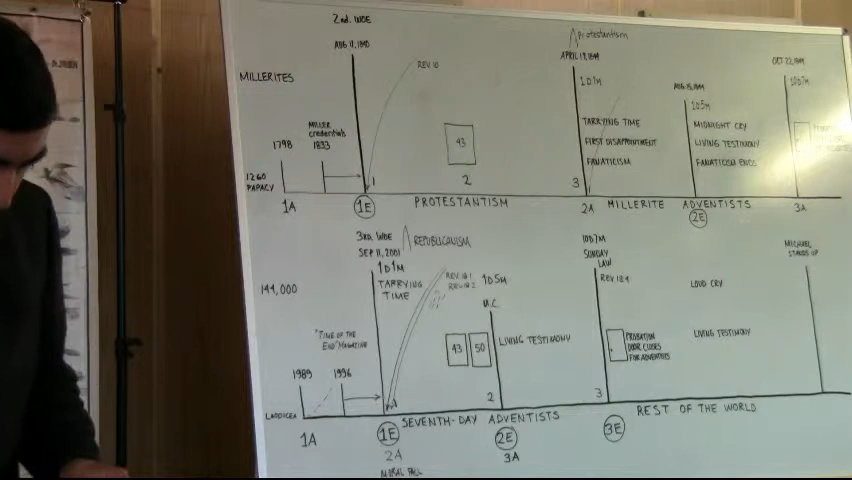 2nd. WOE
AUG 11, 1840
MILLERITES
REV 10
Protestantism
APRIL 19, 1844
1D7M
OCT 22, 1844
10D7M
AUG 15, 1844
1D5M
1798
MILLER
credentials
1833
43
TARRYING TIME
FIRST DISAPPOINTMENT
FANATICISM
MIDNIGHT CRY
LIVING TESTIMONY
FANATICISM ENDS
1260
PAPACY
1
2
3
1A
1E
PROTESTANTISM
2A
MILLERITE ADVENTISTS
2E
3A
3RD. WOE
REPUBLICANISM
SEP 11, 2001
1D1M
TARRYING
TIME
REV. 18:1
REV 18:2
1D5M
M.C.
10D7M
SUNDAY
LAW
REV 18:4
MICHAEL
STANDS UP
144,000
LOUD CRY
"TIME OF THE
END" MAGAZINE
43
50
LIVING TESTIMONY
PROBATION
DOOR CLOSES
FOR ADVENTISTS
LIVING TESTIMONY
1989
1996
LAODICEA
2
3
1A
1E
SEVENTH-DAY ADVENTISTS
2E
3E
REST OF THE WORLD
2A
3A
MORAL FALL